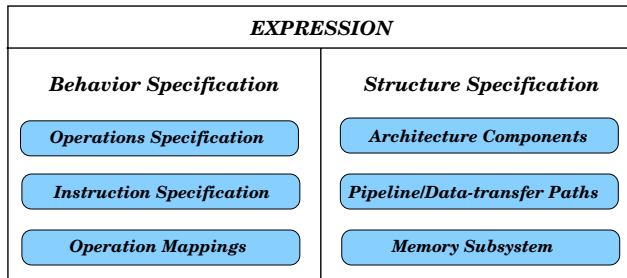 EXPRESSION
Behavior Specification
Operations Specification
Instruction Specification
Operation Mappings
Structure Specification
Architecture Components
Pipeline/Data-transfer Paths
Memory Subsystem